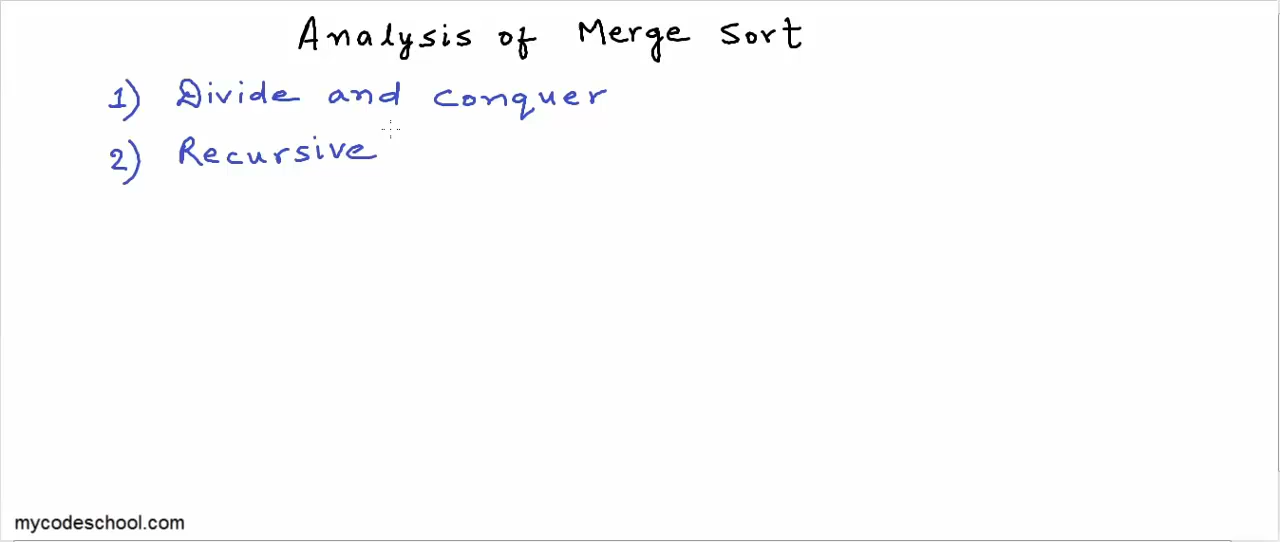 Analysis of Merge Sort
1) Divide and Conquer
2) Recursive
mycodeschool.com